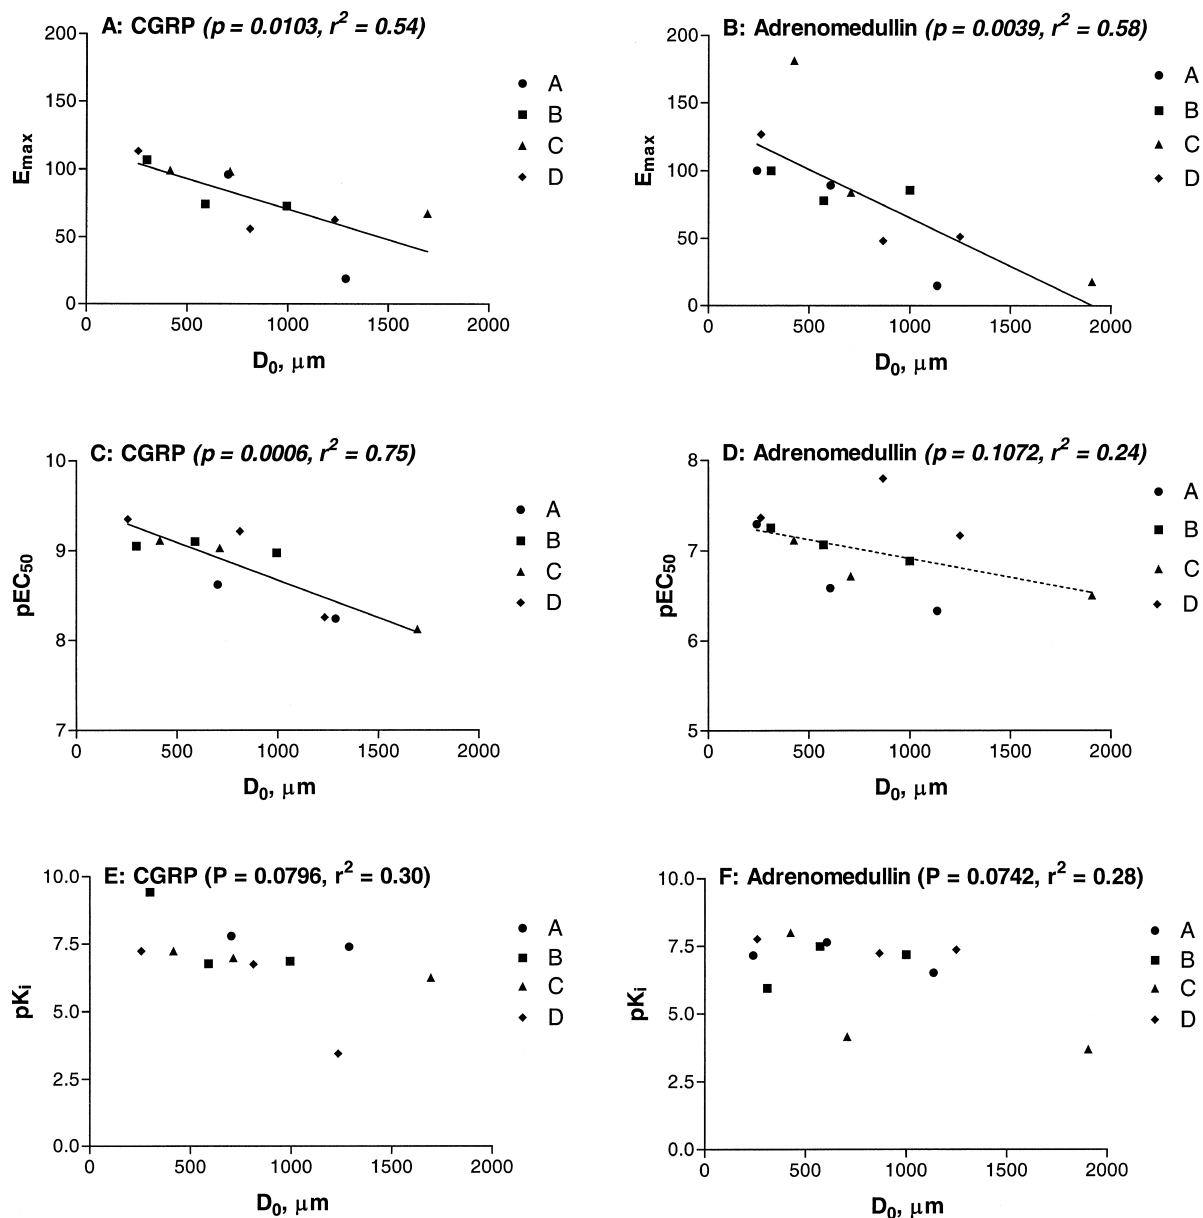 A: CGRP (p = 0.0103, r² = 0.54)
200
150
100
50
0
Emax
0 500 1000 1500 2000
D₀, μm
A
B
C
D
B: Adrenomedullin (p = 0.0039, r² = 0.58)
200
150
100
50
0
Emax
0 500 1000 1500 2000
D₀, μm
A
B
C
D
C: CGRP (p = 0.0006, r² = 0.75)
10
9
8
7
pEC₅₀
0 500 1000 1500 2000
D₀, μm
A
B
C
D
D: Adrenomedullin (p = 0.1072, r² = 0.24)
8
7
6
5
pEC₅₀
0 500 1000 1500 2000
D₀, μm
A
B
C
D
E: CGRP (P = 0.0796, r² = 0.30)
10.0
7.5
5.0
2.5
0.0
pKᵢ
0 500 1000 1500 2000
D₀, μm
A
B
C
D
F: Adrenomedullin (P = 0.0742, r² = 0.28)
10.0
7.5
5.0
2.5
0.0
pKᵢ
0 500 1000 1500 2000
D₀, μm
A
B
C
D